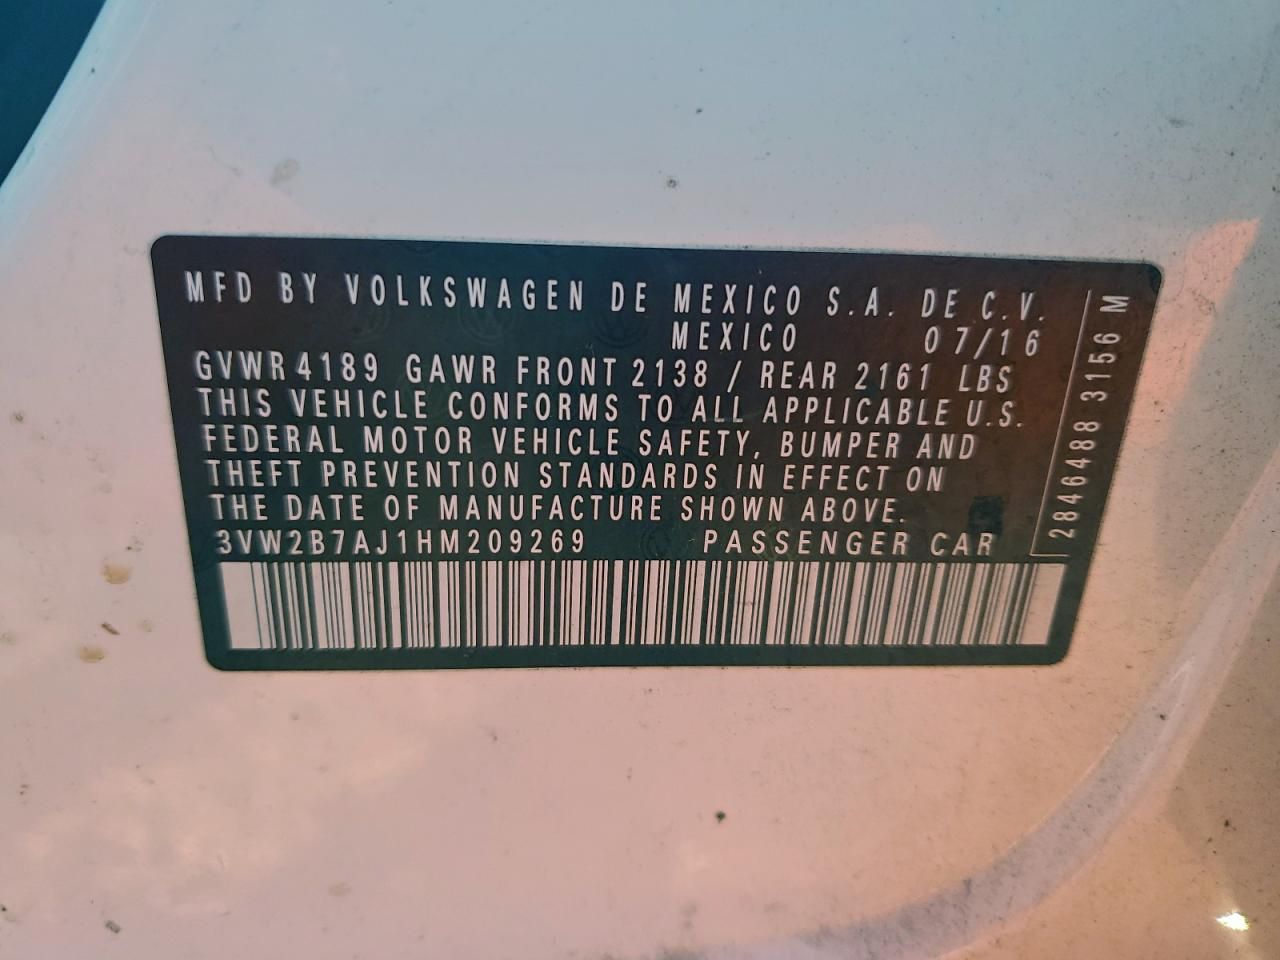 MFD BY VOLKSWAGEN DE MEXICO S.A. DE C.V.
MEXICO 07/16
GVWR 4189 GAWR FRONT 2138 / REAR 2161 LBS
THIS VEHICLE CONFORMS TO ALL APPLICABLE U.S.
FEDERAL MOTOR VEHICLE SAFETY, BUMPER AND
THEFT PREVENTION STANDARDS IN EFFECT ON
THE DATE OF MANUFACTURE SHOWN ABOVE.
3VW2B7AJ1HM209269 PASSENGER CAR
2846488 3156 M